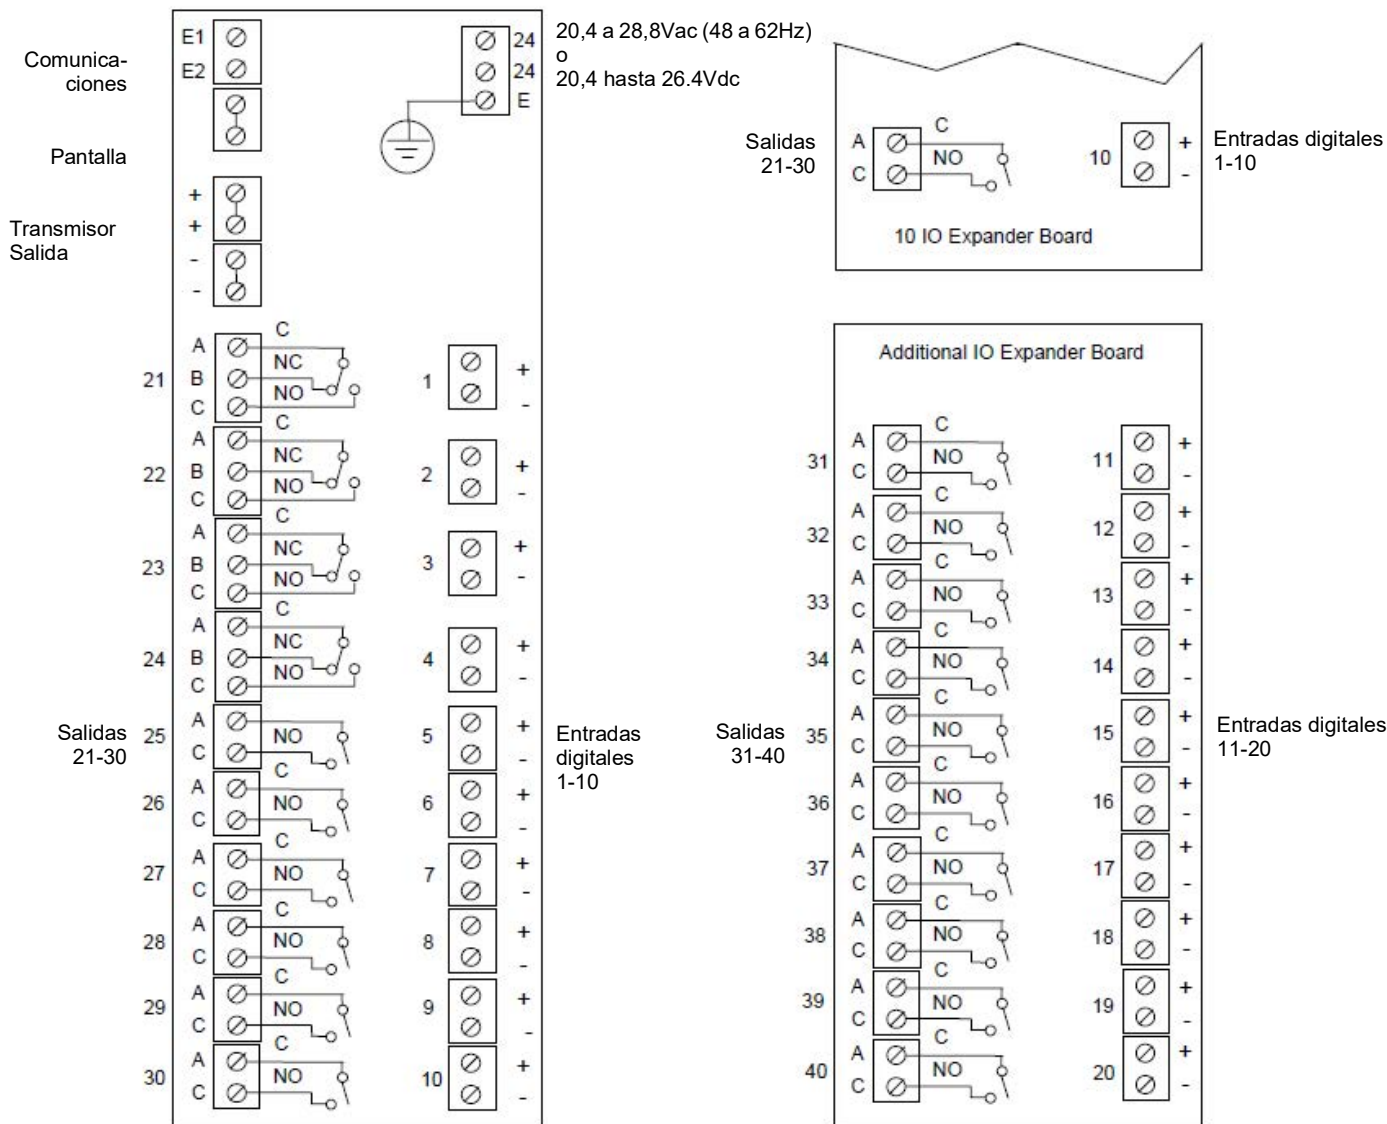 E1
E2
Comunica-
ciones
Pantalla
+
+
Transmisor
Salida
-
-
24
24
E
20,4 a 28,8Vac (48 a 62Hz)
o
20,4 hasta 26.4Vdc
21
A
B
C
C
NC
NO
22
A
B
C
C
NC
NO
23
A
B
C
C
NC
NO
24
A
B
C
C
NC
NO
Salidas
21-30
25
A
C
NO
26
A
C
C
NO
27
A
C
C
NO
28
A
C
C
NO
29
A
C
C
NO
30
A
C
C
NO
1
+
-
2
+
-
3
+
-
4
+
-
5
+
-
6
+
-
7
+
-
8
+
-
9
+
-
10
+
-
Entradas
digitales
1-10
Salidas
21-30
A
C
C
NO
10
+
-
Entradas digitales
1-10
10 IO Expander Board
Additional IO Expander Board
31
A
C
C
NO
32
A
C
C
NO
33
A
C
C
NO
34
A
C
C
NO
Salidas
31-40
35
A
C
C
NO
36
A
C
C
NO
37
A
C
C
NO
38
A
C
C
NO
39
A
C
C
NO
40
A
C
C
NO
11
+
-
12
+
-
13
+
-
14
+
-
15
+
-
16
+
-
17
+
-
18
+
-
19
+
-
20
+
-
Entradas digitales
11-20